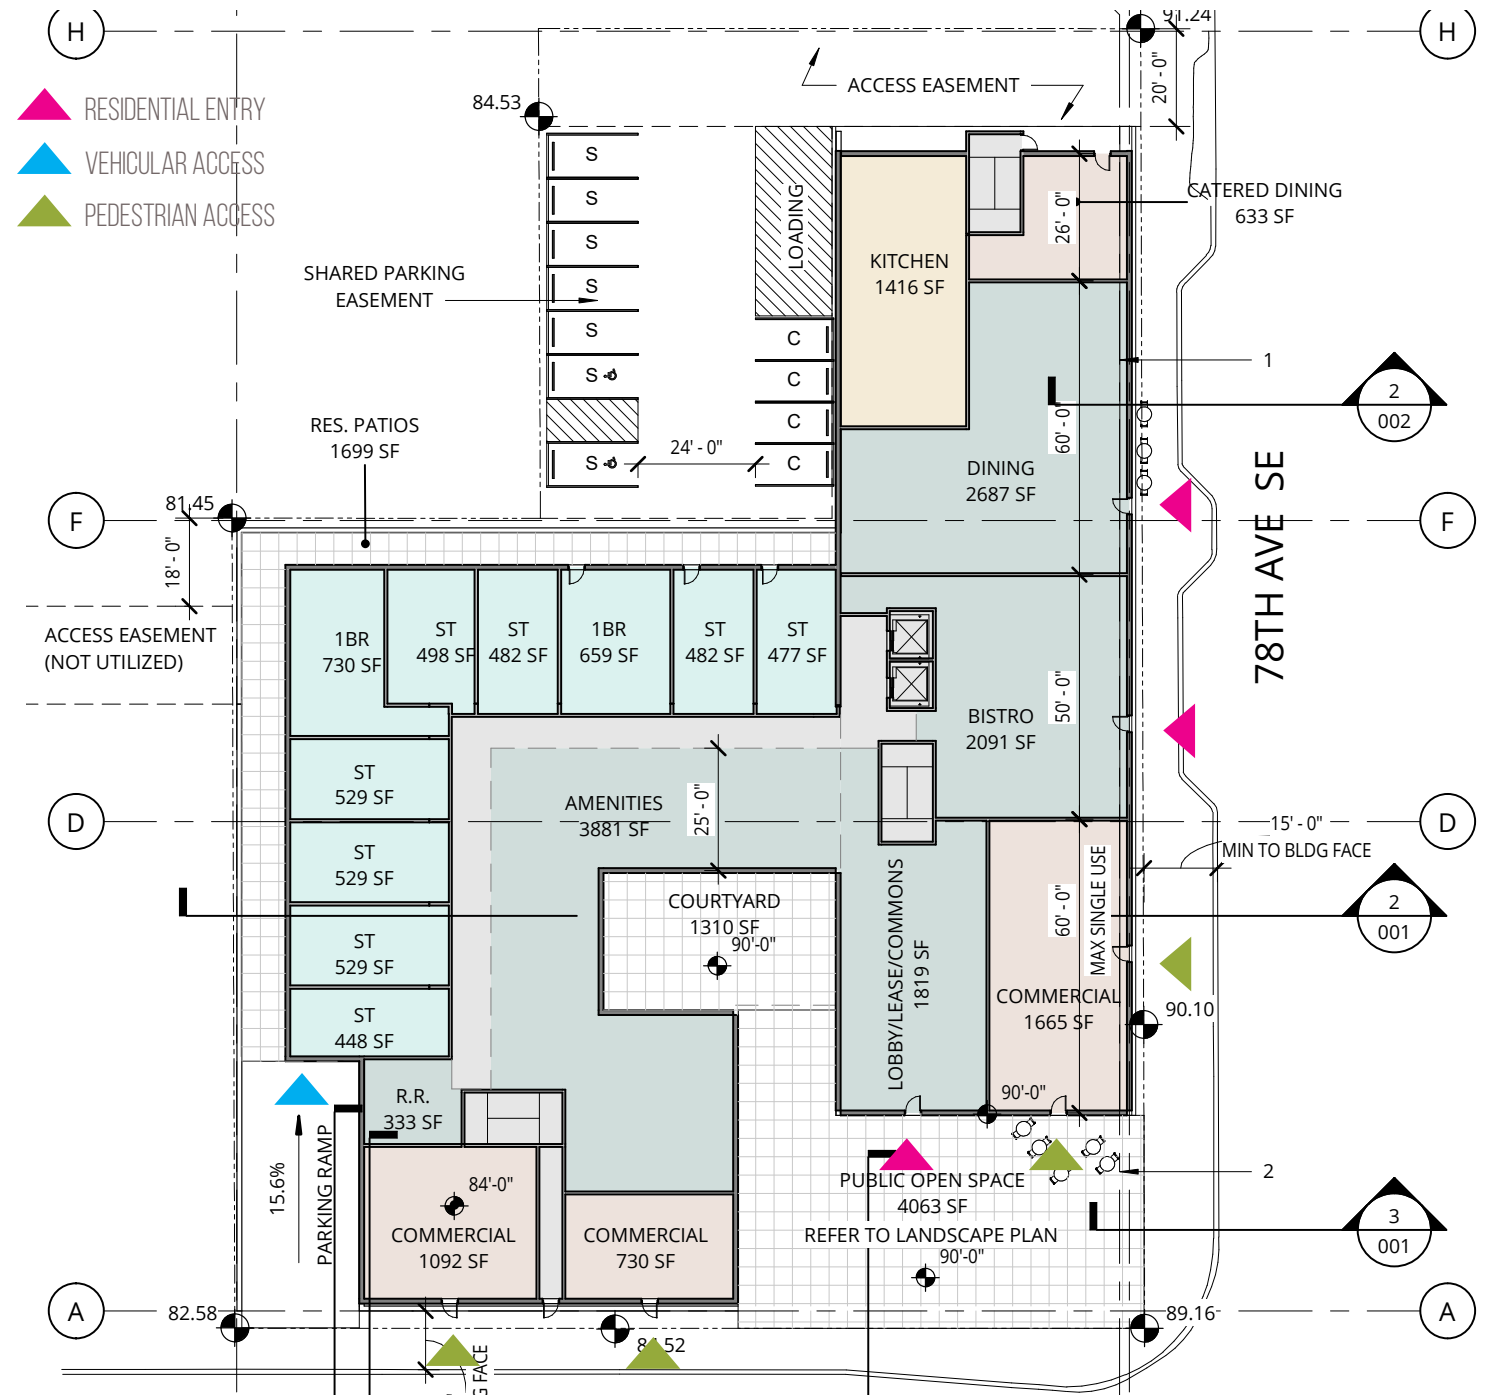 H
91.24
H
RESIDENTIAL ENTRY
VEHICULAR ACCESS
PEDESTRIAN ACCESS
84.53
ACCESS EASEMENT
20' - 0"
S
S
S
S
S
S
S
LOADING
C
C
C
C
SHARED PARKING
EASEMENT
24' - 0"
KITCHEN
1416 SF
26' - 0"
CATERED DINING
633 SF
1
2
002
60' - 0"
DINING
2687 SF
RES. PATIOS
1699 SF
F
81.45
F
18' - 0"
78TH AVE SE
ACCESS EASEMENT
(NOT UTILIZED)
1BR
730 SF
ST
498 SF
ST
482 SF
1BR
659 SF
ST
482 SF
ST
477 SF
BISTRO
2091 SF
50' - 0"
ST
529 SF
AMENITIES
3881 SF
25' - 0"
D
D
15' - 0"
MIN TO BLDG FACE
ST
529 SF
COURTYARD
1310 SF
90'-0"
LOBBY/LEASE/COMMONS
1819 SF
60' - 0"
MAX SINGLE USE
2
001
ST
529 SF
COMMERCIAL
1665 SF
90.10
ST
448 SF
R.R.
333 SF
90'-0"
15.6%
PARKING RAMP
84'-0"
COMMERCIAL
1092 SF
COMMERCIAL
730 SF
PUBLIC OPEN SPACE
4063 SF
REFER TO LANDSCAPE PLAN
90'-0"
2
3
001
A
82.58
89.16
A
FACE